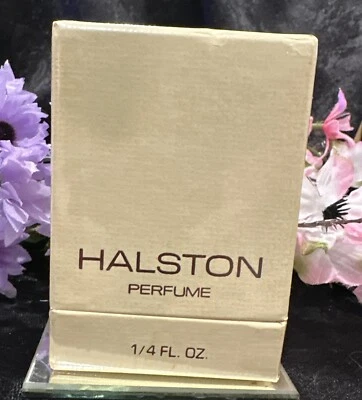 HALSTON
PERFUME
1/4 FL. OZ.